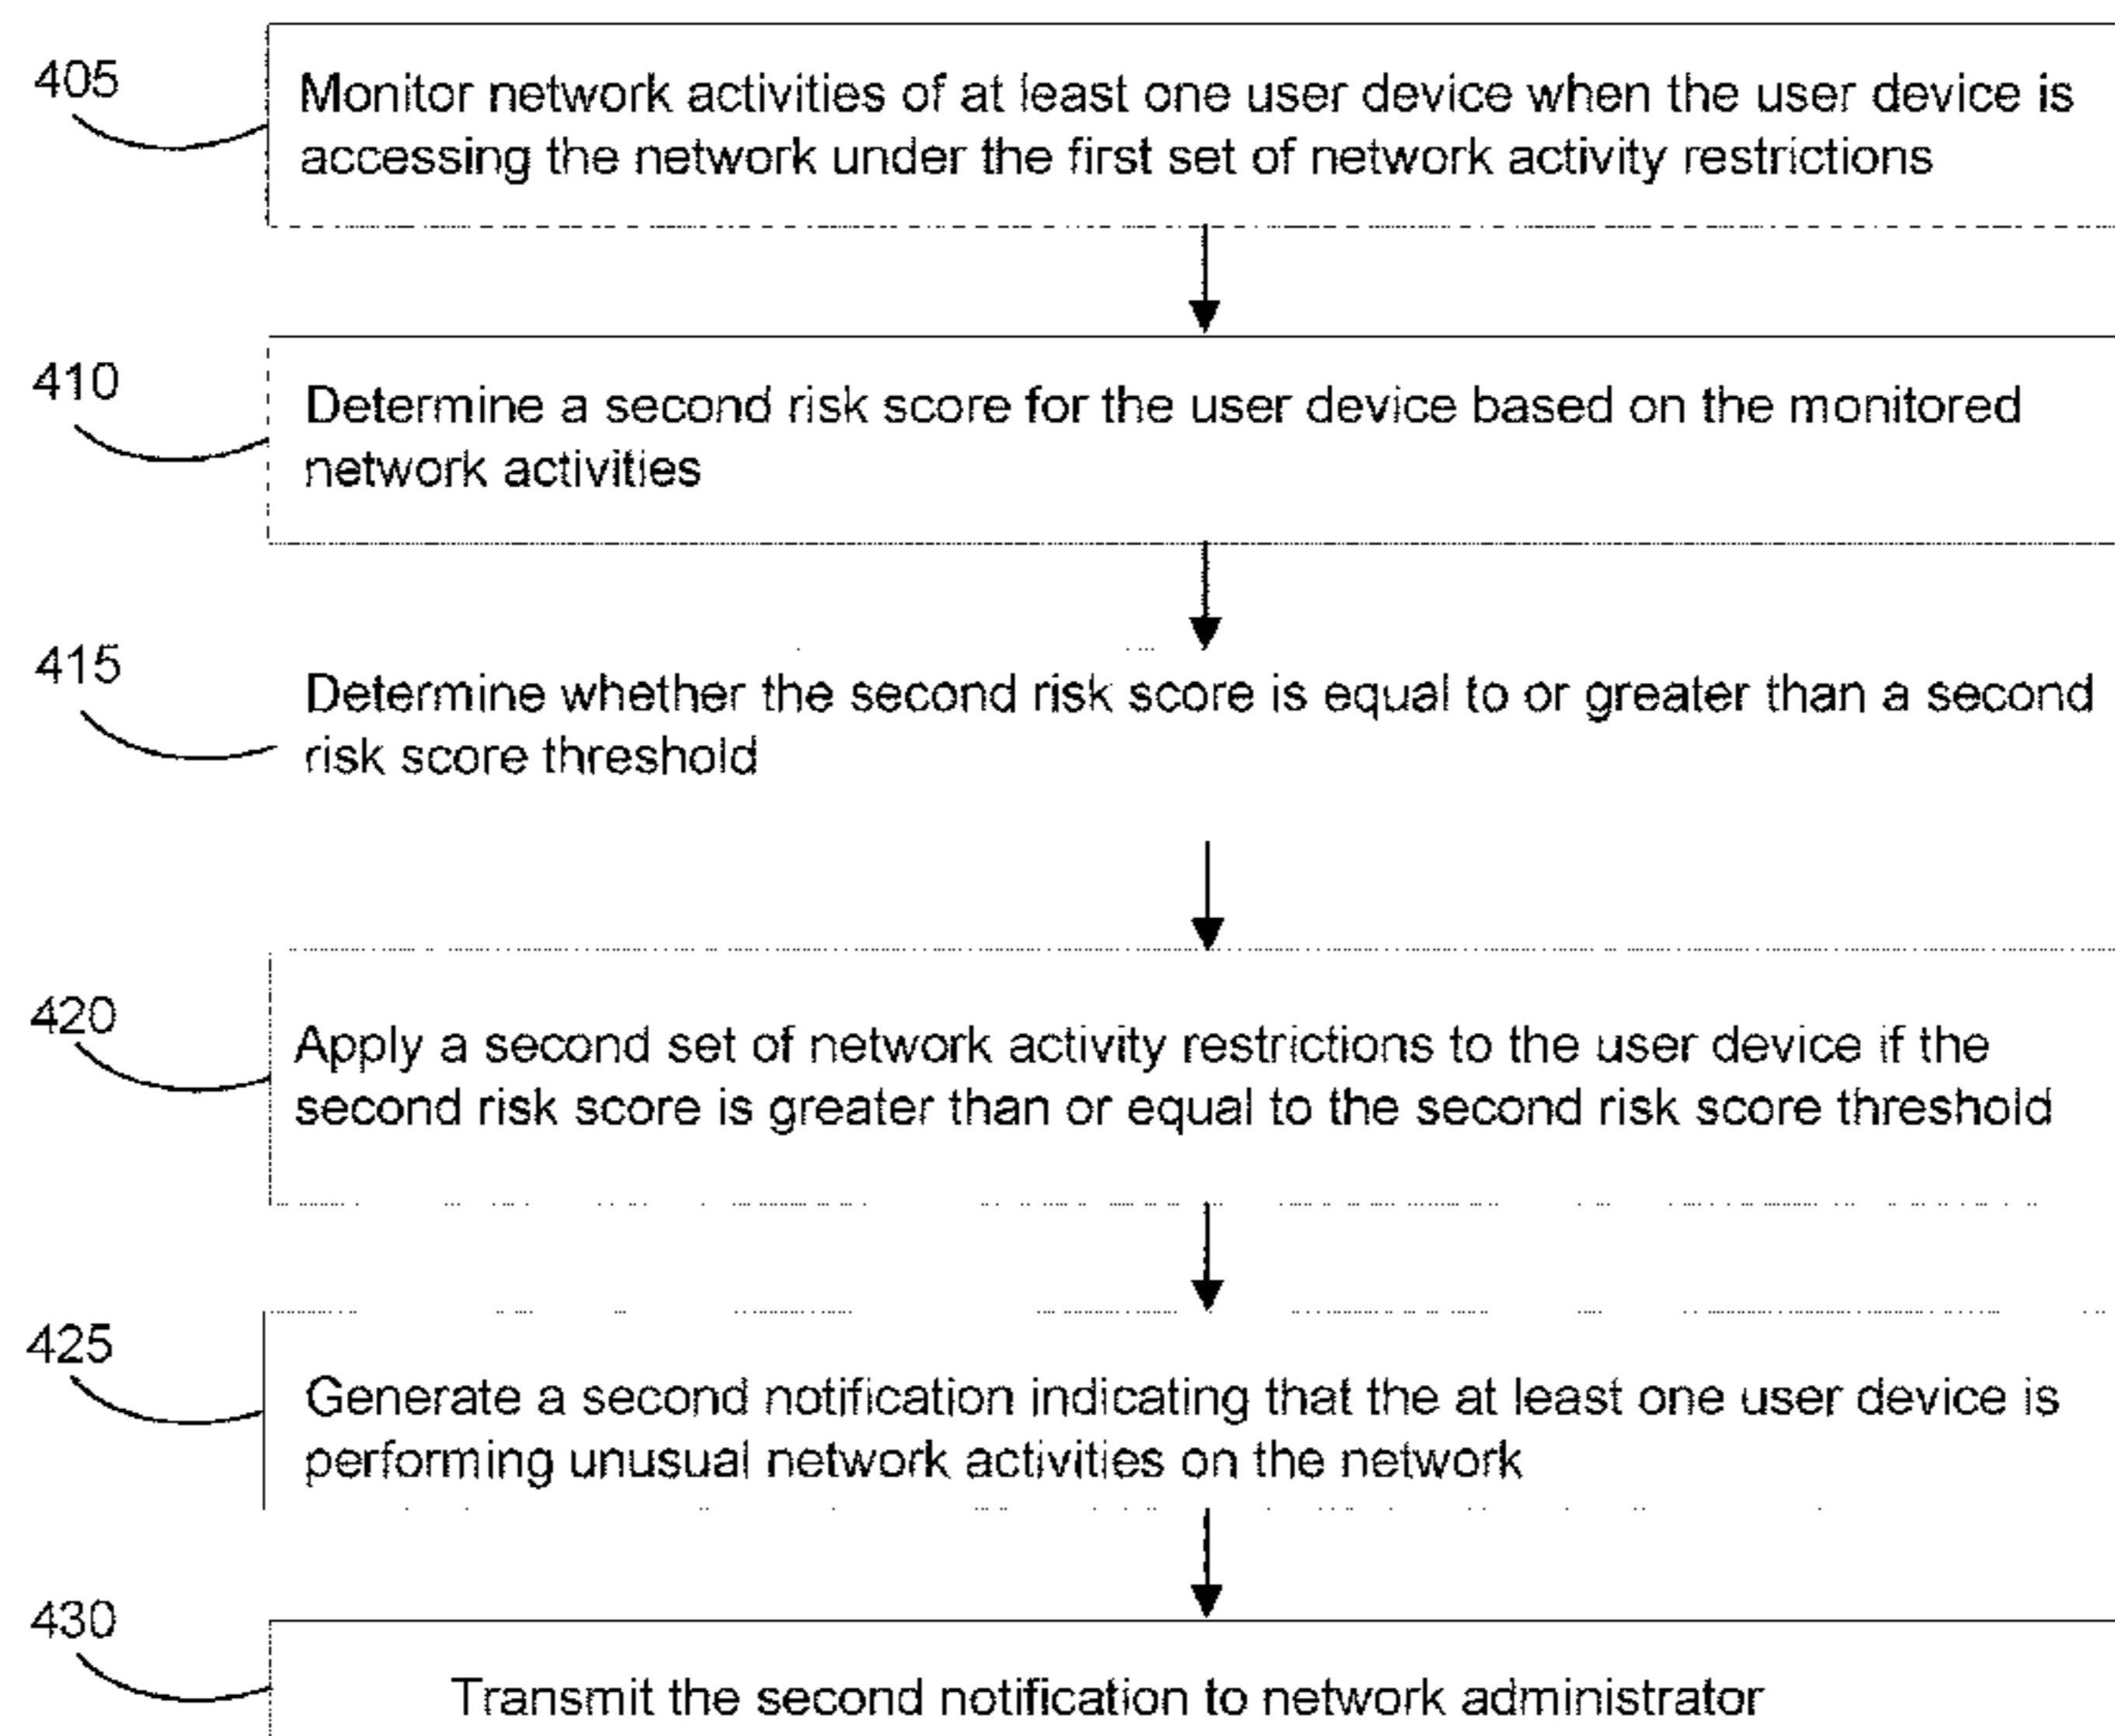 405
Monitor network activities of at least one user device when the user device is
accessing the network under the first set of network activity restrictions
410
Determine a second risk score for the user device based on the monitored
network activities
415
Determine whether the second risk score is equal to or greater than a second
risk score threshold
420
Apply a second set of network activity restrictions to the user device if the
second risk score is greater than or equal to the second risk score threshold
425
Generate a second notification indicating that the at least one user device is
performing unusual network activities on the network
430
Transmit the second notification to network administrator